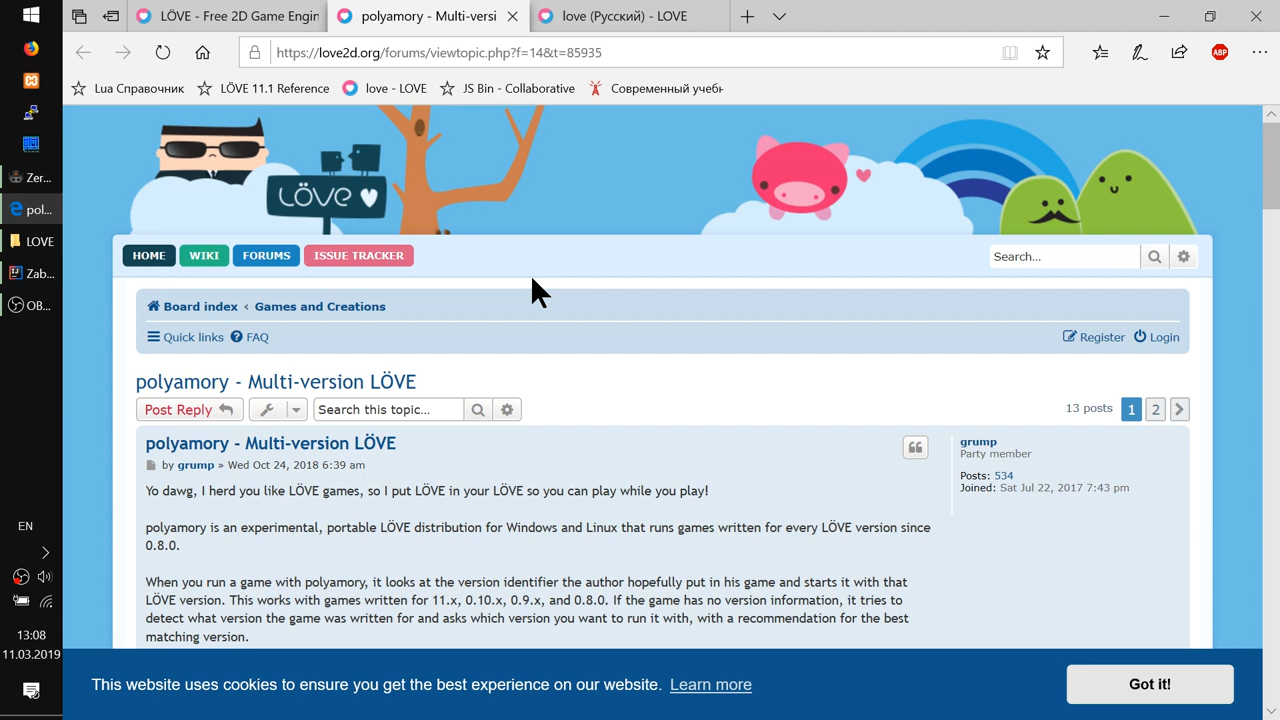 LÖVE - Free 2D Game Engin
polyamory - Multi-versi
love (Русский) - LOVE
https://love2d.org/forums/viewtopic.php?f=14&t=85935
ABP
Lua Справочник
LÖVE 11.1 Reference
love - LOVE
JS Bin - Collaborative
Современный учебн
Zer...
pol...
LOVE
Zab...
OB...
EN
13:08
11.03.2019
LÖVE
HOME
WIKI
FORUMS
ISSUE TRACKER
Search...
Board index ‹ Games and Creations
Quick links
FAQ
Register
Login
polyamory - Multi-version LÖVE
Post Reply
Search this topic...
13 posts
1
2
polyamory - Multi-version LÖVE
by grump » Wed Oct 24, 2018 6:39 am
grump
Party member
Posts: 534
Joined: Sat Jul 22, 2017 7:43 pm
Yo dawg, I herd you like LÖVE games, so I put LÖVE in your LÖVE so you can play while you play!
polyamory is an experimental, portable LÖVE distribution for Windows and Linux that runs games written for every LÖVE version since
0.8.0.
When you run a game with polyamory, it looks at the version identifier the author hopefully put in his game and starts it with that
LÖVE version. This works with games written for 11.x, 0.10.x, 0.9.x, and 0.8.0. If the game has no version information, it tries to
detect what version the game was written for and asks which version you want to run it with, with a recommendation for the best
matching version.
This website uses cookies to ensure you get the best experience on our website. Learn more
Got it!